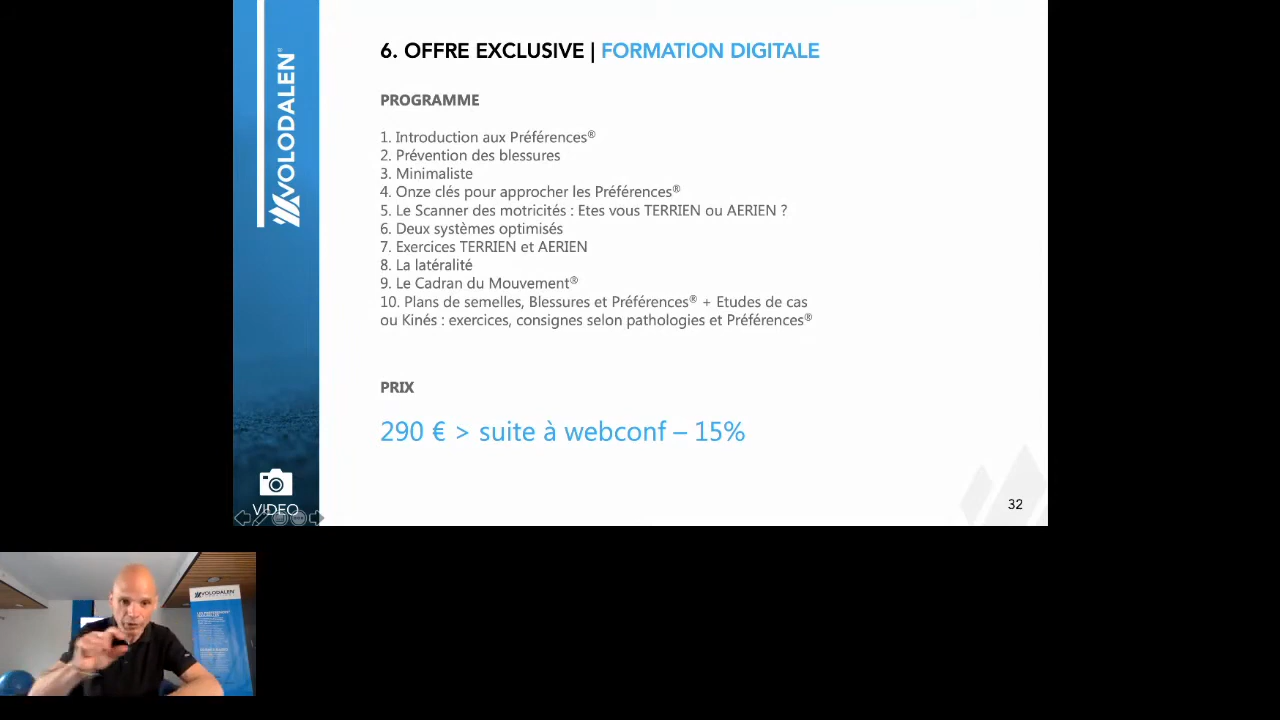 6. OFFRE EXCLUSIVE | FORMATION DIGITALE
VOLODALEN®
PROGRAMME
1. Introduction aux Préférences®
2. Prévention des blessures
3. Minimaliste
4. Onze clés pour approcher les Préférences®
5. Le Scanner des motricités : Etes vous TERRIEN ou AERIEN ?
6. Deux systèmes optimisés
7. Exercices TERRIEN et AERIEN
8. La latéralité
9. Le Cadran du Mouvement®
10. Plans de semelles, Blessures et Préférences® + Etudes de cas
ou Kinés : exercices, consignes selon pathologies et Préférences®
PRIX
290 € > suite à webconf – 15%
VIDEO
32
VOLODALEN